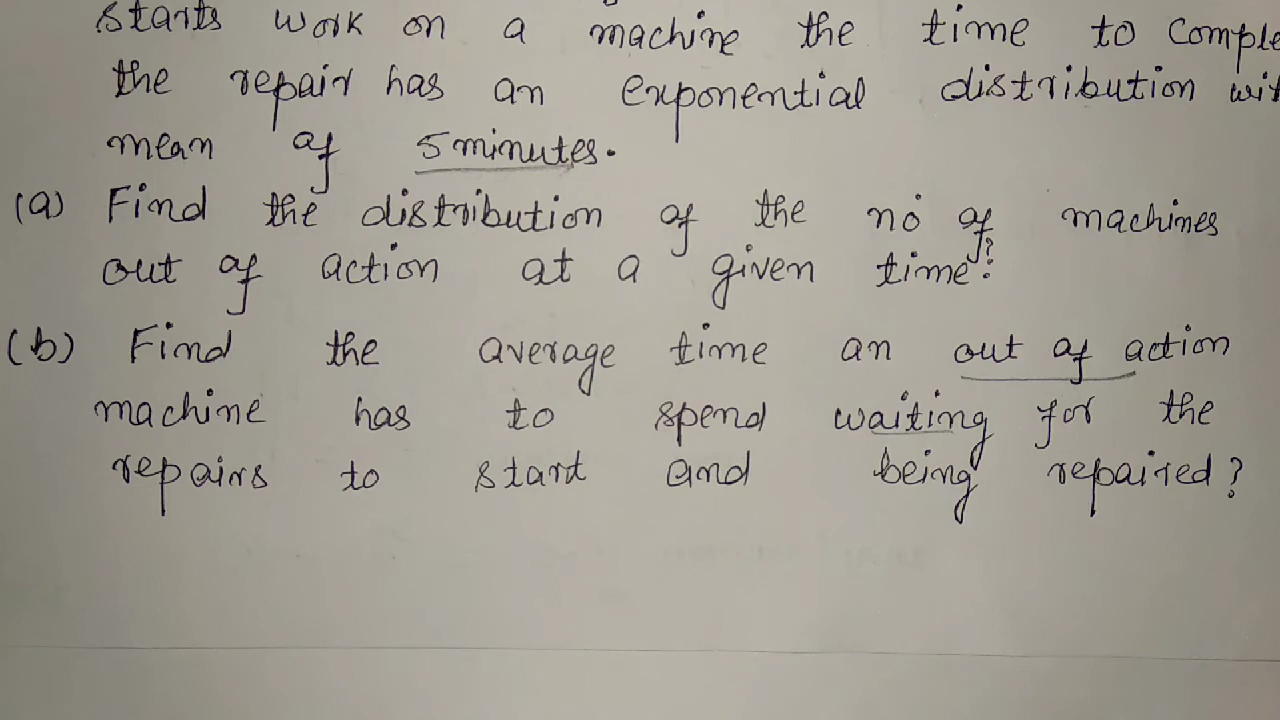 starts work on a machine the time to comple
the repair has an exponential distribution wit
mean of 5 minutes.
(a) Find the distribution of the no of machines
out of action at a given time?
(b) Find the average time an out of action
machine has to spend waiting for the
repairs to start and being repaired?